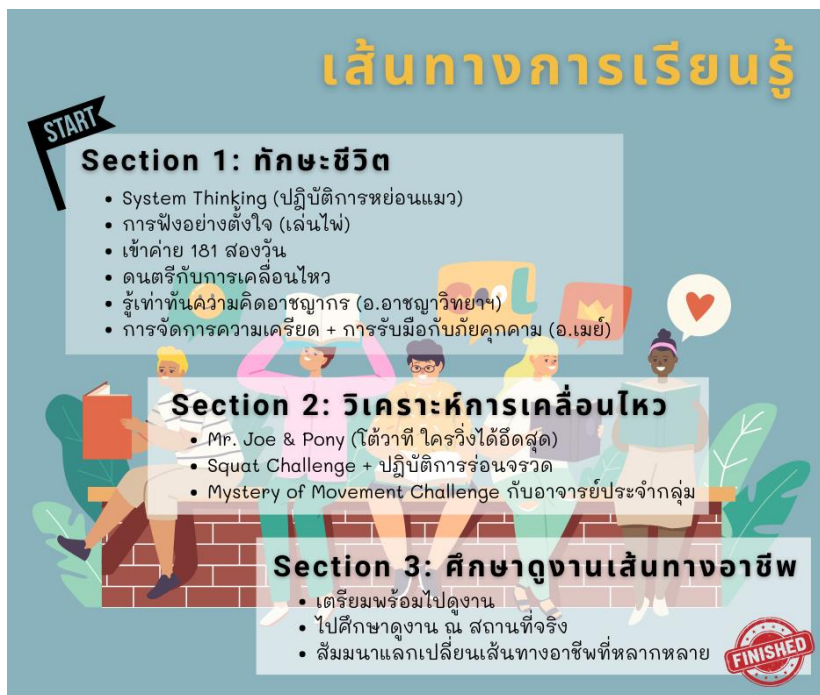 เส้นทางการเรียนรู้
START
Section 1: ทักษะชีวิต
• System Thinking (ปฎิบัติการหย่อนแมว)
• การฟังอย่างตั้งใจ (เล่นไพ่)
• เข้าค่าย 181 สองวัน
• ดนตรีกับการเคลื่อนไหว
• รู้เท่าทันความคิดอาชญากร (อ.อาชญาวิทยาฯ)
• การจัดการความเครียด + การรับมือกับภัยคุกคาม (อ.เมย์)
Section 2: วิเคราะห์การเคลื่อนไหว
• Mr. Joe & Pony (โต้วาที ใครวิ่งได้อึดสุด)
• Squat Challenge + ปฎิบัติการร่อนจรวด
• Mystery of Movement Challenge กับอาจารย์ประจำกลุ่ม
Section 3: ศึกษาดูงานเส้นทางอาชีพ
• เตรียมพร้อมไปดูงาน
• ไปศึกษาดูงาน ณ สถานที่จริง
• สัมมนาแลกเปลี่ยนเส้นทางอาชีพที่หลากหลาย
FINISHED